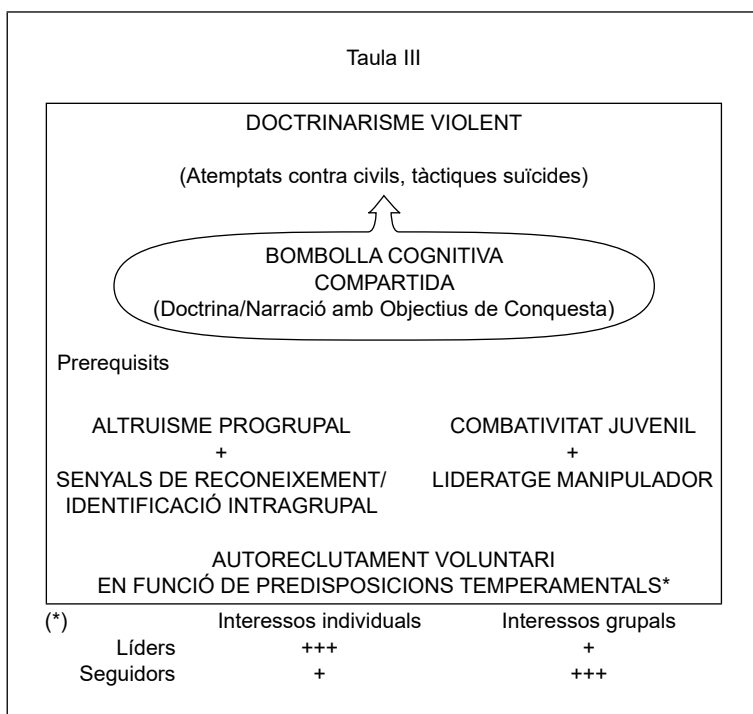 Taula III
DOCTRINARISME VIOLENT
(Atemptats contra civils, tàctiques suïcides)
BOMBOLLA COGNITIVA
COMPARTIDA
(Doctrina/Narració amb Objectius de Conquesta)
Prerequisits
ALTRUISME PROGRUPAL
+
SENYALS DE RECONEIXEMENT/
IDENTIFICACIÓ INTRAGRUPAL
COMBATIVITAT JUVENIL
+
LIDERATGE MANIPULADOR
AUTORECLUTAMENT VOLUNTARI
EN FUNCIÓ DE PREDISPOSICIONS TEMPERAMENTALS*
(*) Interessos individuals Interessos grupals
Líders +++ +
Seguidors + +++